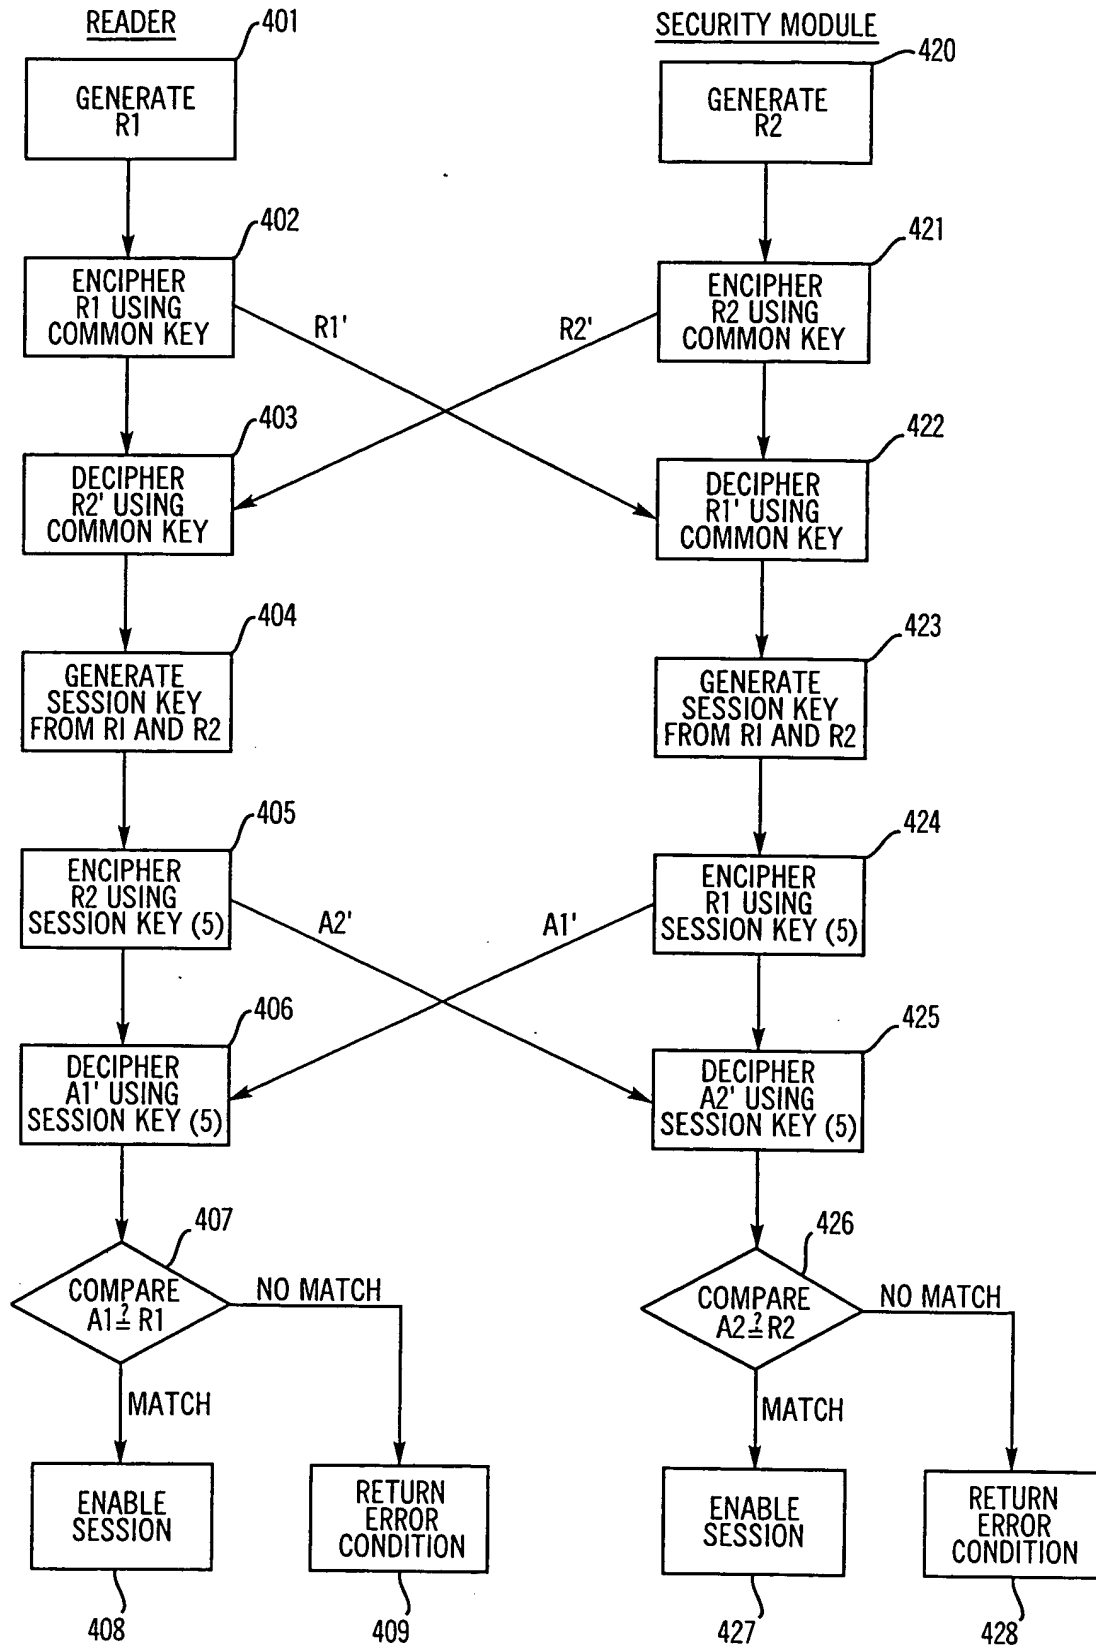 READER
401
GENERATE
R1
402
ENCIPHER
R1 USING
COMMON KEY
R1'
403
DECIPHER
R2' USING
COMMON KEY
404
GENERATE
SESSION KEY
FROM RI AND R2
405
ENCIPHER
R2 USING
SESSION KEY (5)
A2'
406
DECIPHER
A1' USING
SESSION KEY (5)
407
COMPARE
A1 ?= R1
NO MATCH
MATCH
ENABLE
SESSION
408
RETURN
ERROR
CONDITION
409
SECURITY MODULE
420
GENERATE
R2
421
ENCIPHER
R2 USING
COMMON KEY
R2'
422
DECIPHER
R1' USING
COMMON KEY
423
GENERATE
SESSION KEY
FROM RI AND R2
424
ENCIPHER
R1 USING
SESSION KEY (5)
A1'
425
DECIPHER
A2' USING
SESSION KEY (5)
426
COMPARE
A2 ?= R2
NO MATCH
MATCH
ENABLE
SESSION
427
RETURN
ERROR
CONDITION
428